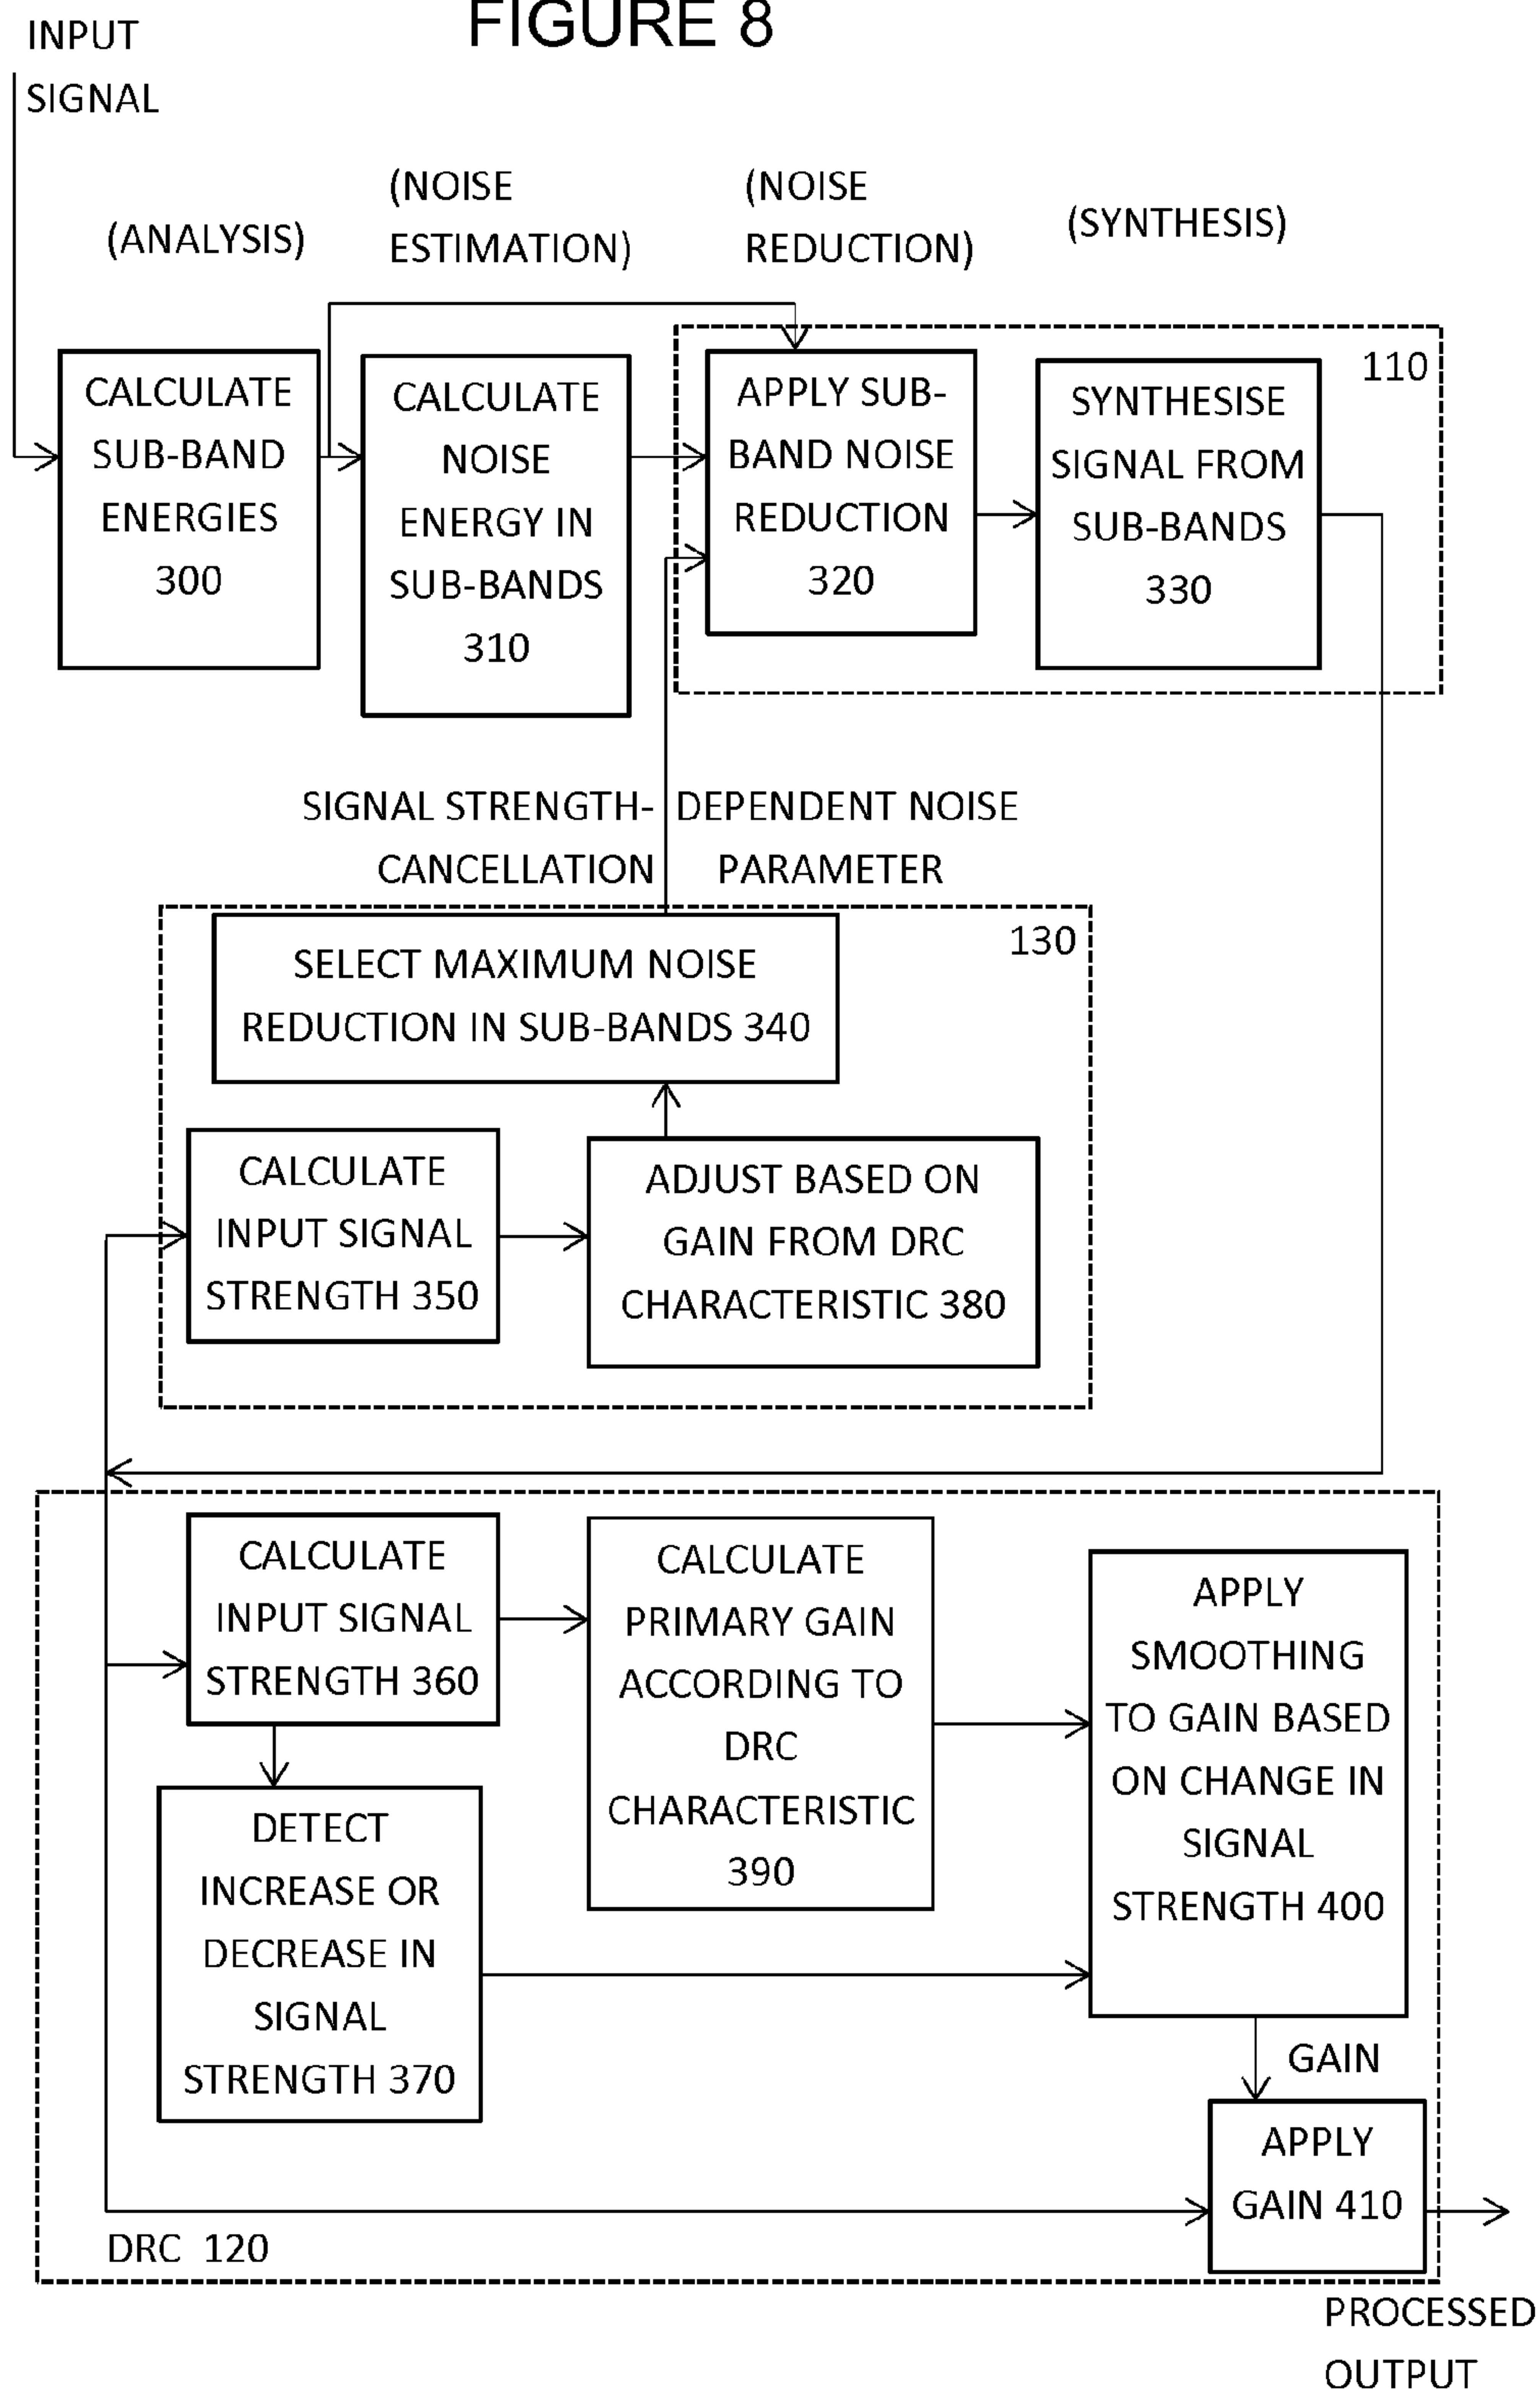 FIGURE 8
INPUT
SIGNAL
(ANALYSIS)
(NOISE
ESTIMATION)
(NOISE
REDUCTION)
(SYNTHESIS)
CALCULATE
SUB-BAND
ENERGIES
300
CALCULATE
NOISE
ENERGY IN
SUB-BANDS
310
APPLY SUB-
BAND NOISE
REDUCTION
320
SYNTHESISE
SIGNAL FROM
SUB-BANDS
330
110
SIGNAL STRENGTH- DEPENDENT NOISE
CANCELLATION PARAMETER
130
SELECT MAXIMUM NOISE
REDUCTION IN SUB-BANDS 340
CALCULATE
INPUT SIGNAL
STRENGTH 350
ADJUST BASED ON
GAIN FROM DRC
CHARACTERISTIC 380
CALCULATE
INPUT SIGNAL
STRENGTH 360
CALCULATE
PRIMARY GAIN
ACCORDING TO
DRC
CHARACTERISTIC
390
APPLY
SMOOTHING
TO GAIN BASED
ON CHANGE IN
SIGNAL
STRENGTH 400
DETECT
INCREASE OR
DECREASE IN
SIGNAL
STRENGTH 370
GAIN
APPLY
GAIN 410
DRC 120
PROCESSED
OUTPUT